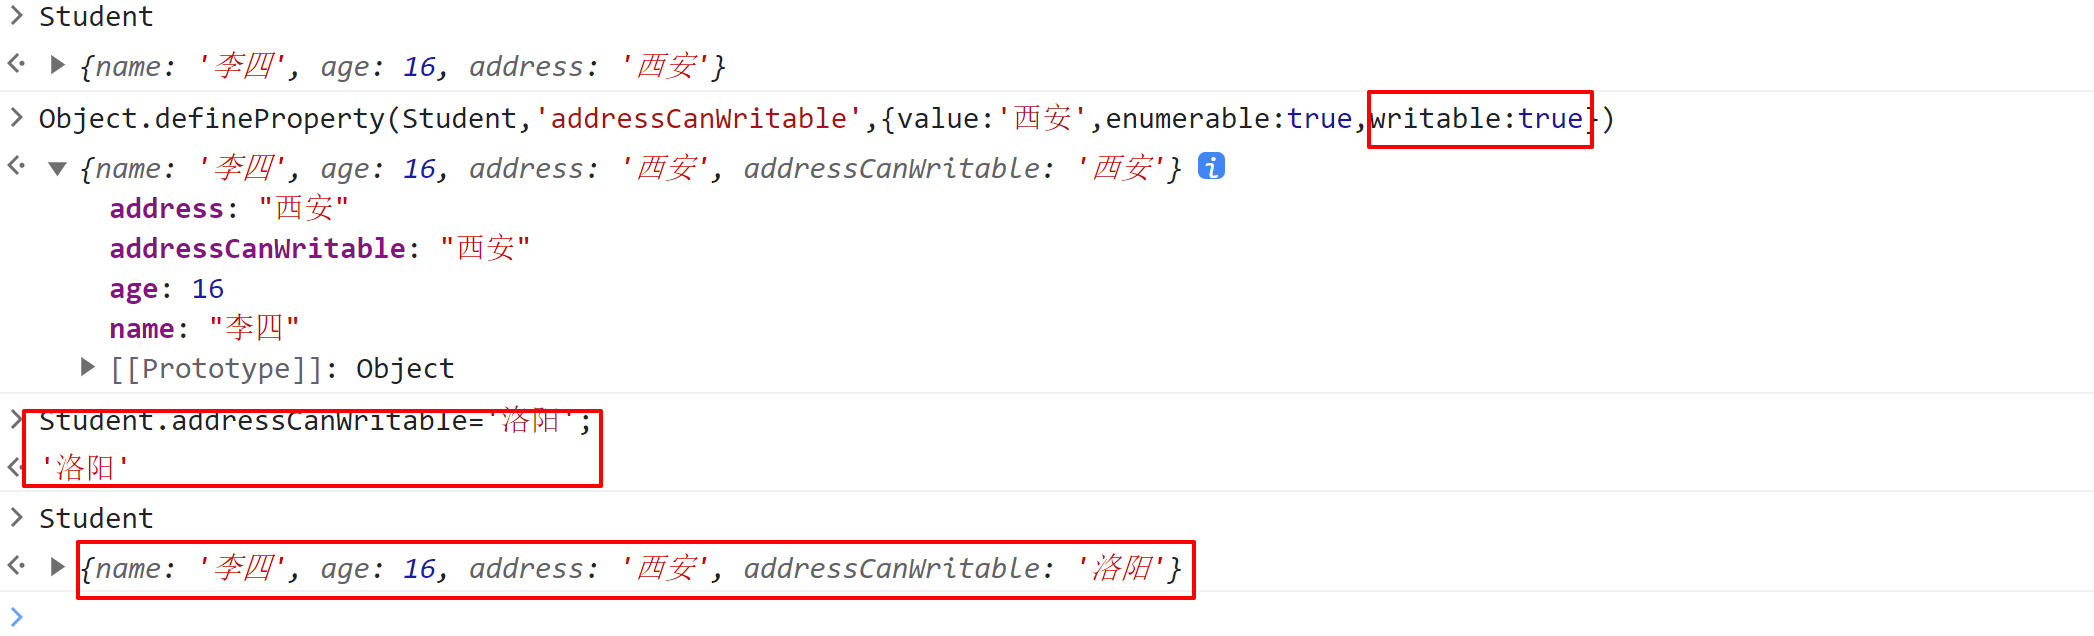 Student
{name: '李四', age: 16, address: '西安'}
Object.defineProperty(Student,'addressCanWritable',{value:'西安',enumerable:true,writable:true})
{name: '李四', age: 16, address: '西安', addressCanWritable: '西安'} i
address: "西安"
addressCanWritable: "西安"
age: 16
name: "李四"
[[Prototype]]: Object
Student.addressCanWritable='洛阳';
'洛阳'
Student
{name: '李四', age: 16, address: '西安', addressCanWritable: '洛阳'}